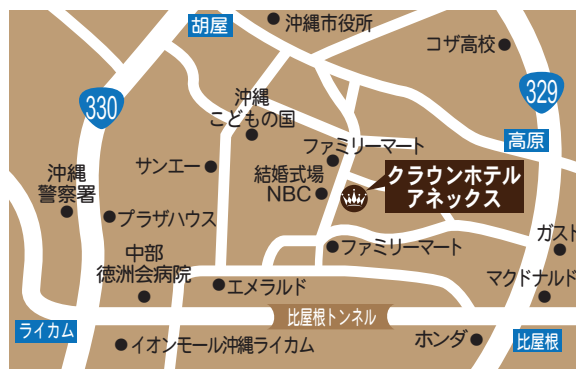 胡屋
沖縄市役所
コザ高校
330
沖縄
こどもの国
329
ファミリーマート
高原
サンエー
結婚式場
NBC
クラウンホテル
アネックス
沖縄
警察署
プラザハウス
ファミリーマート
ガスト
中部
徳洲会病院
エメラルド
マクドナルド
ライカム
比屋根トンネル
イオンモール沖縄ライカム
ホンダ
比屋根